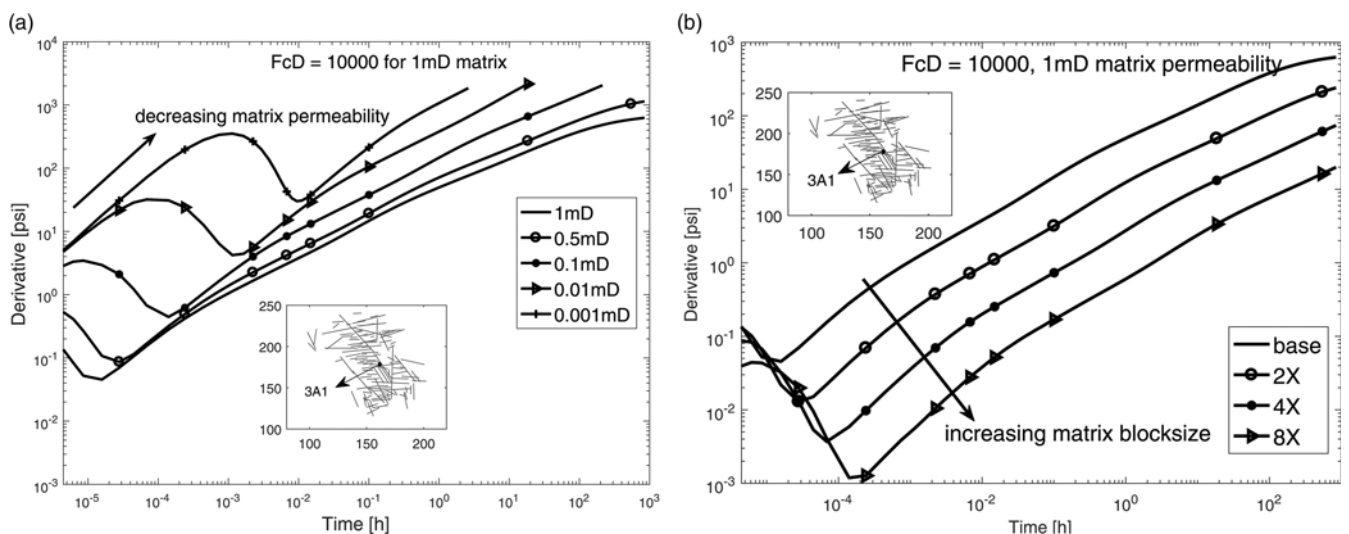 (a)
FcD = 10000 for 1mD matrix
decreasing matrix permeability
Derivative [psi]
10^4
10^3
10^2
10^1
10^0
10^-1
10^-2
10^-3
1mD
0.5mD
0.1mD
0.01mD
0.001mD
250
200
150
100
3A1
100 150 200
10^-5 10^-4 10^-3 10^-2 10^-1 10^0 10^1 10^2 10^3
Time [h]
(b)
FcD = 10000, 1mD matrix permeability
Derivative [psi]
10^3
10^2
10^1
10^0
10^-1
10^-2
10^-3
250
200
150
100
3A1
100 160 200
increasing matrix blocksize
base
2X
4X
8X
10^-4 10^-2 10^0 10^2
Time [h]